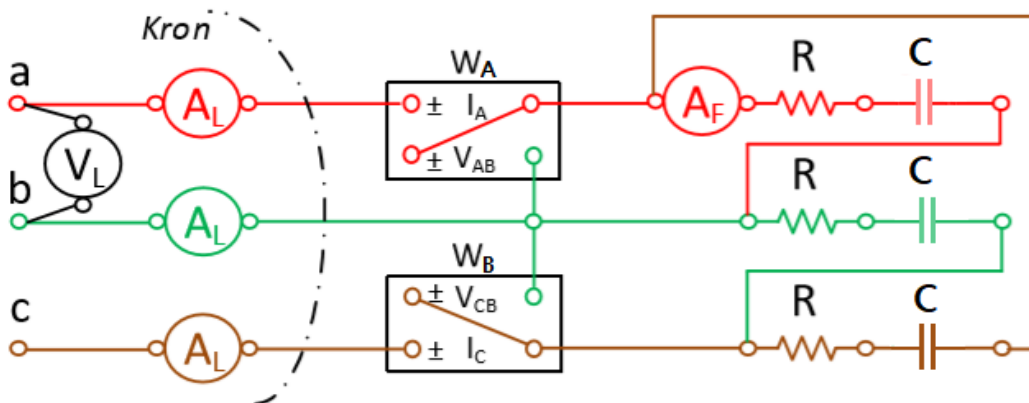 Kron
a
A_L
W_A
± I_A
± V_AB
A_F
R
C
V_L
b
A_L
R
C
W_B
± V_CB
± I_C
c
A_L
R
C